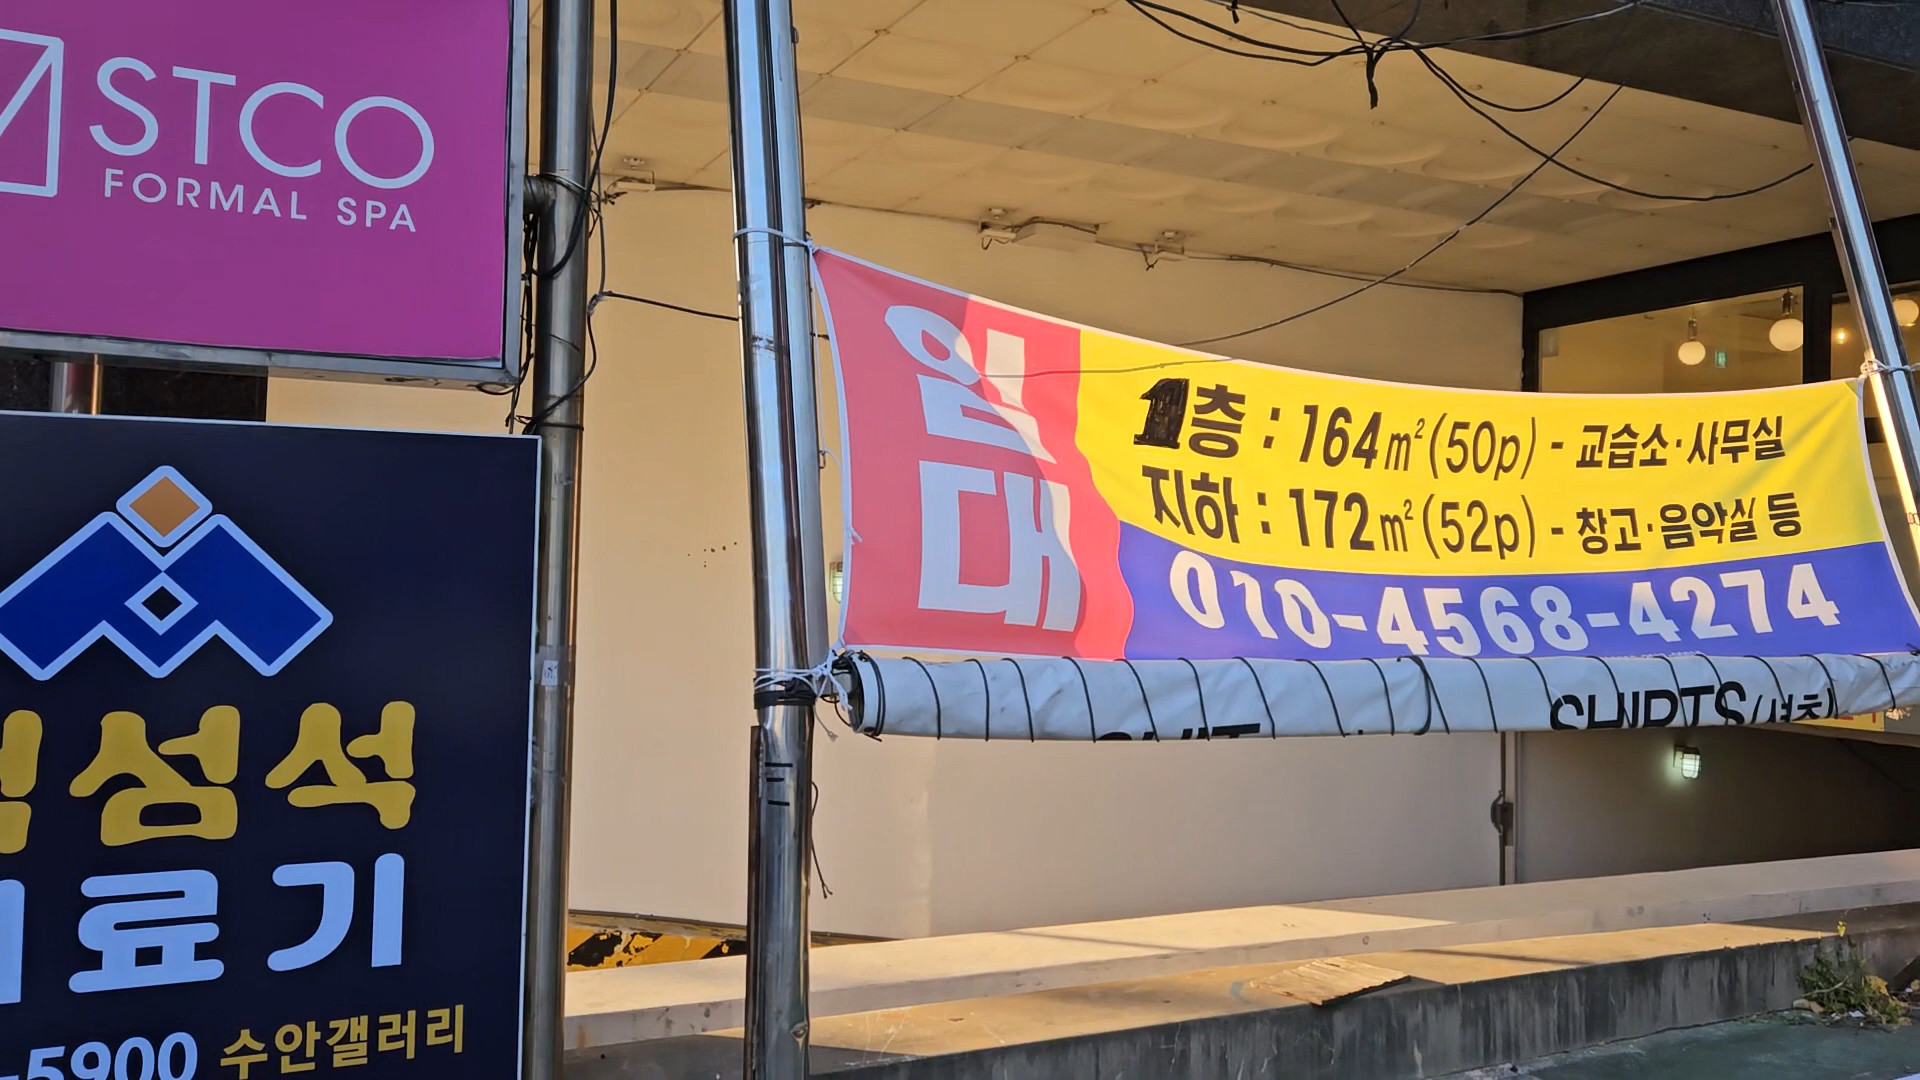 STCO
FORMAL SPA
섬석
료기
-5900 수안갤러리
임대
1층 : 164㎡(50p) - 교습소·사무실
지하 : 172㎡(52p) - 창고·음악실 등
010-4568-4274
SHIRTS(셔츠)